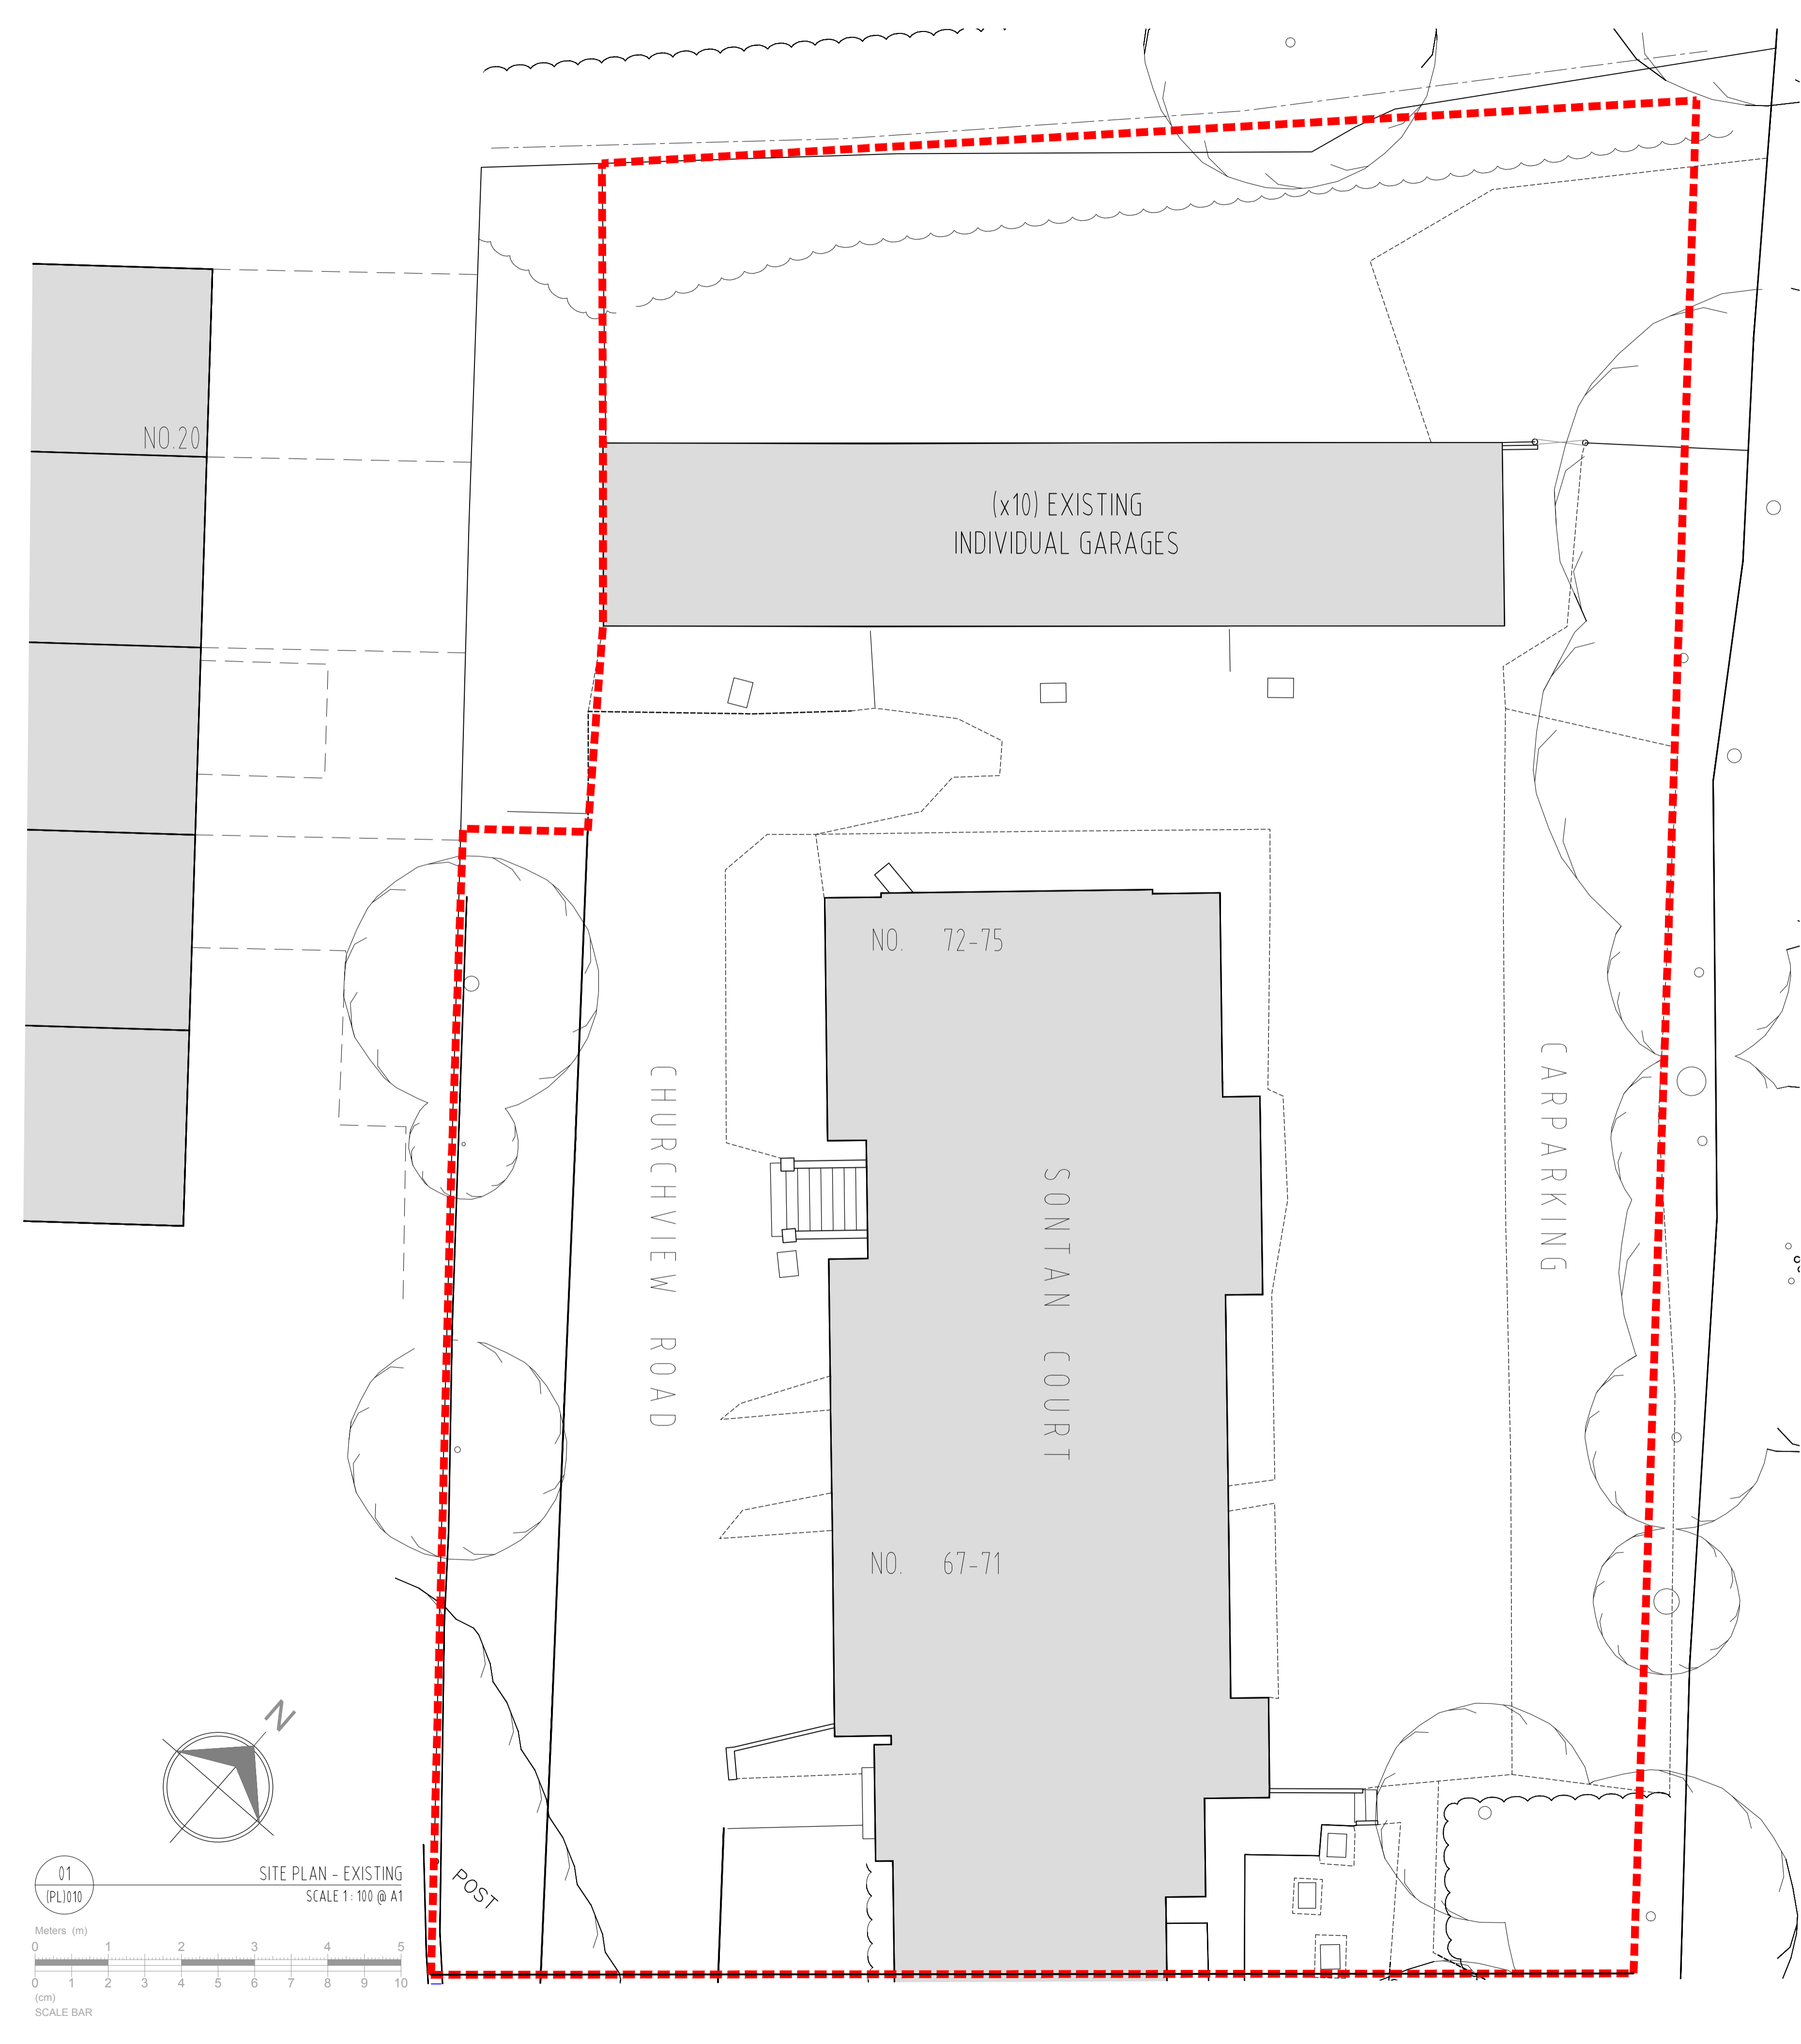 NO.20
(x10) EXISTING
INDIVIDUAL GARAGES
NO. 72-75
CHURCHVIEW ROAD
SONTAN COURT
CARPARKING
NO. 67-71
N
POST
01
(PL)010
SITE PLAN - EXISTING
SCALE 1 : 100 @ A1
Meters (m)
0 1 2 3 4 5
0 1 2 3 4 5 6 7 8 9 10
(cm)
SCALE BAR